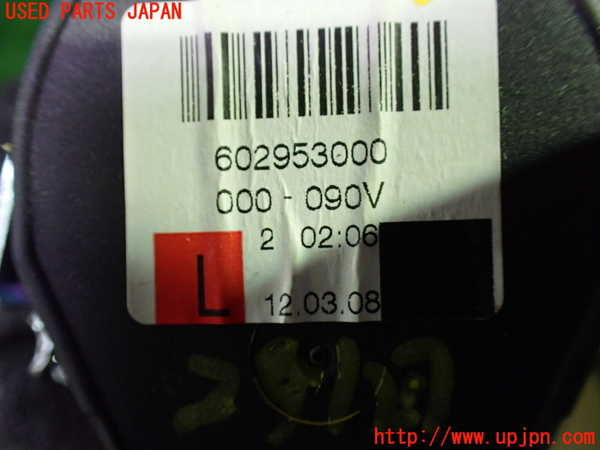 USED PARTS JAPAN
602953000
000 - 090V
2 02:06
L
12.03.08
http://www.upjpn.com